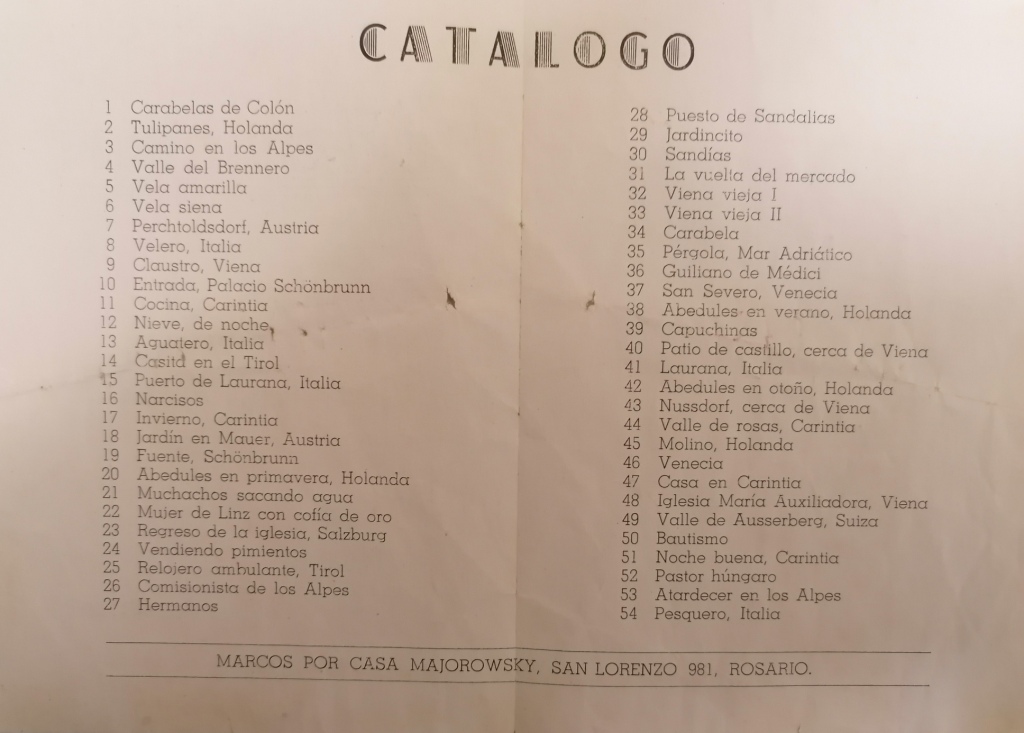 CATALOGO
1 Carabelas de Colón
2 Tulipanes, Holanda
3 Camino en los Alpes
4 Valle del Brennero
5 Vela amarilla
6 Vela siena
7 Perchtoldsdorf, Austria
8 Velero, Italia
9 Claustro, Viena
10 Entrada, Palacio Schönbrunn
11 Cocina, Carintia
12 Nieve, de noche
13 Aguatero, Italia
14 Casita en el Tirol
15 Puerto de Laurana, Italia
16 Narcisos
17 Invierno, Carintia
18 Jardín en Mauer, Austria
19 Fuente, Schönbrunn
20 Abedules en primavera, Holanda
21 Muchachos sacando agua
22 Mujer de Linz con cofía de oro
23 Regreso de la iglesia, Salzburg
24 Vendiendo pimientos
25 Relojero ambulante, Tirol
26 Comisionista de los Alpes
27 Hermanos
28 Puesto de Sandalias
29 Jardincito
30 Sandías
31 La vuelta del mercado
32 Viena vieja I
33 Viena vieja II
34 Carabela
35 Pérgola, Mar Adriático
36 Guiliano de Médici
37 San Severo, Venecia
38 Abedules en verano, Holanda
39 Capuchinas
40 Patio de castillo, cerca de Viena
41 Laurana, Italia
42 Abedules en otoño, Holanda
43 Nussdorf, cerca de Viena
44 Valle de rosas, Carintia
45 Molino, Holanda
46 Venecia
47 Casa en Carintia
48 Iglesia María Auxiliadora, Viena
49 Valle de Ausserberg, Suiza
50 Bautismo
51 Noche buena, Carintia
52 Pastor húngaro
53 Atardecer en los Alpes
54 Pesquero, Italia
MARCOS POR CASA MAJOROWSKY, SAN LORENZO 981, ROSARIO.